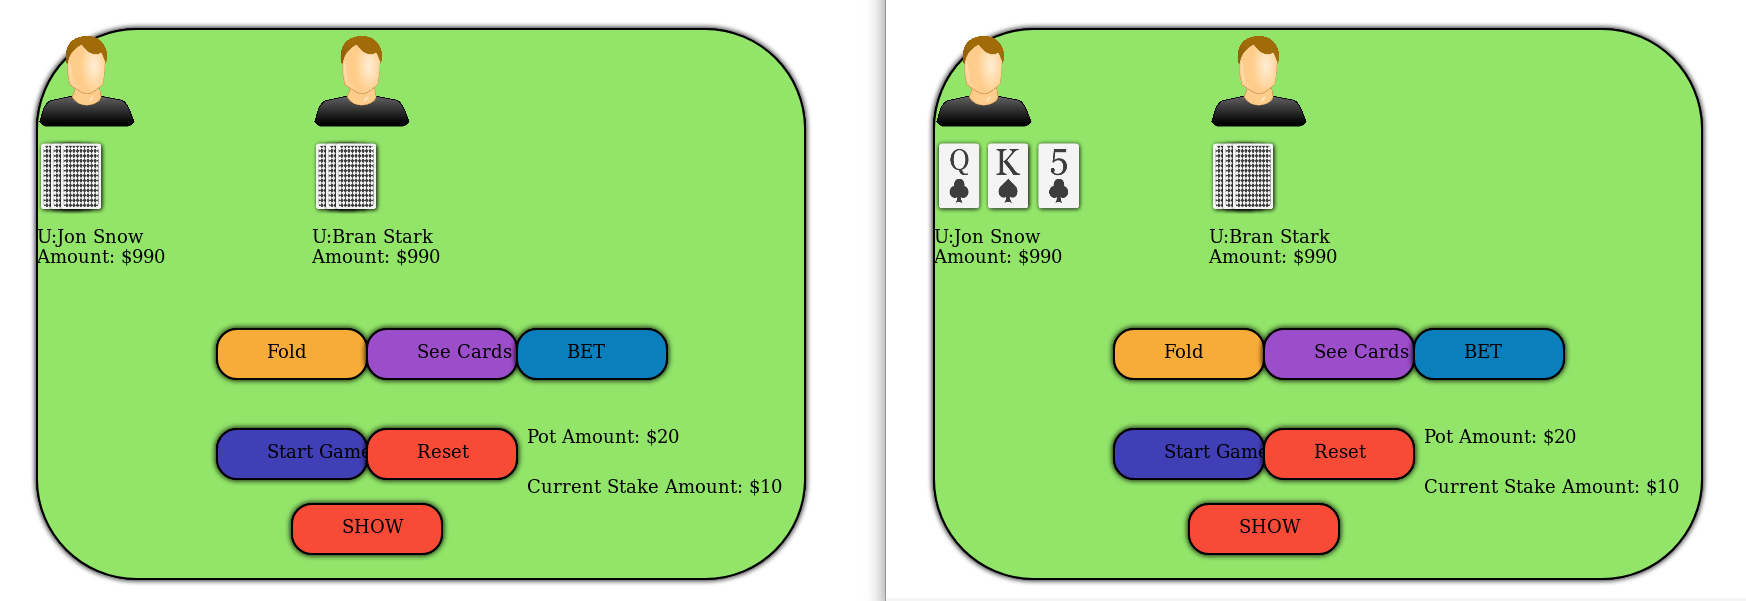 U:Jon Snow
Amount: $990
U:Bran Stark
Amount: $990
Fold
See Cards
BET
Start Game
Reset
Pot Amount: $20
Current Stake Amount: $10
SHOW
Q
K
5
U:Jon Snow
Amount: $990
U:Bran Stark
Amount: $990
Fold
See Cards
BET
Start Game
Reset
Pot Amount: $20
Current Stake Amount: $10
SHOW